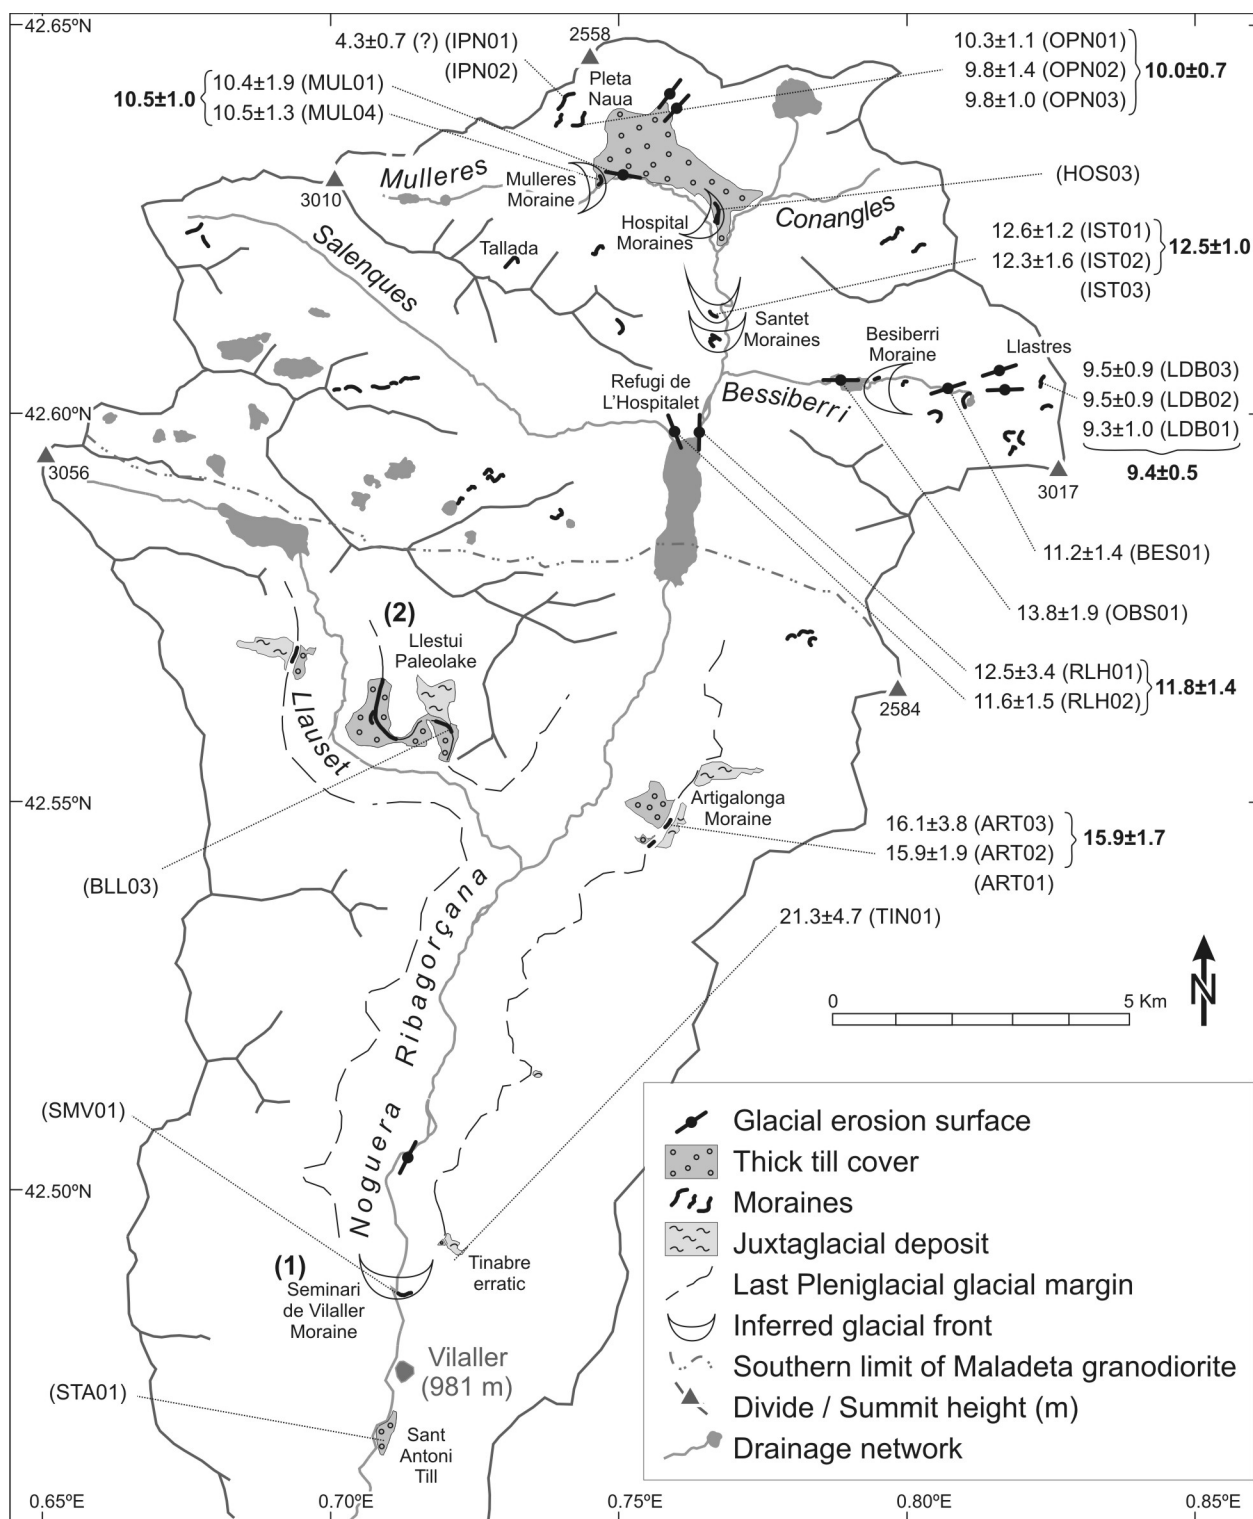 42.65ºN
2558
4.3±0.7 (?) (IPN01)
(IPN02)
10.3±1.1 (OPN01)
9.8±1.4 (OPN02)
9.8±1.0 (OPN03)
10.0±0.7
Pleta
Naua
10.5±1.0
10.4±1.9 (MUL01)
10.5±1.3 (MUL04)
3010
Mulleres
Mulleres
Moraine
(HOS03)
Hospital
Moraines
Conangles
Salenques
Tallada
12.6±1.2 (IST01)
12.3±1.6 (IST02)
(IST03)
12.5±1.0
Santet
Moraines
Besiberri
Moraine
Llastres
9.5±0.9 (LDB03)
9.5±0.9 (LDB02)
9.3±1.0 (LDB01)
9.4±0.5
Refugi de
L'Hospitalet
Bessiberri
42.60ºN
3056
3017
11.2±1.4 (BES01)
13.8±1.9 (OBS01)
(2)
Llestui
Paleolake
12.5±3.4 (RLH01)
11.6±1.5 (RLH02)
11.8±1.4
2584
Llauset
42.55ºN
Artigalonga
Moraine
16.1±3.8 (ART03)
15.9±1.9 (ART02)
(ART01)
15.9±1.7
(BLL03)
21.3±4.7 (TIN01)
Noguera Ribagorçana
N
0
5 Km
(SMV01)
42.50ºN
(1)
Seminari
de Vilaller
Moraine
Tinabre
erratic
Vilaller
(981 m)
(STA01)
Sant
Antoni
Till
Glacial erosion surface
Thick till cover
Moraines
Juxtaglacial deposit
Last Pleniglacial glacial margin
Inferred glacial front
Southern limit of Maladeta granodiorite
Divide / Summit height (m)
Drainage network
0.65ºE
0.70ºE
0.75ºE
0.80ºE
0.85ºE